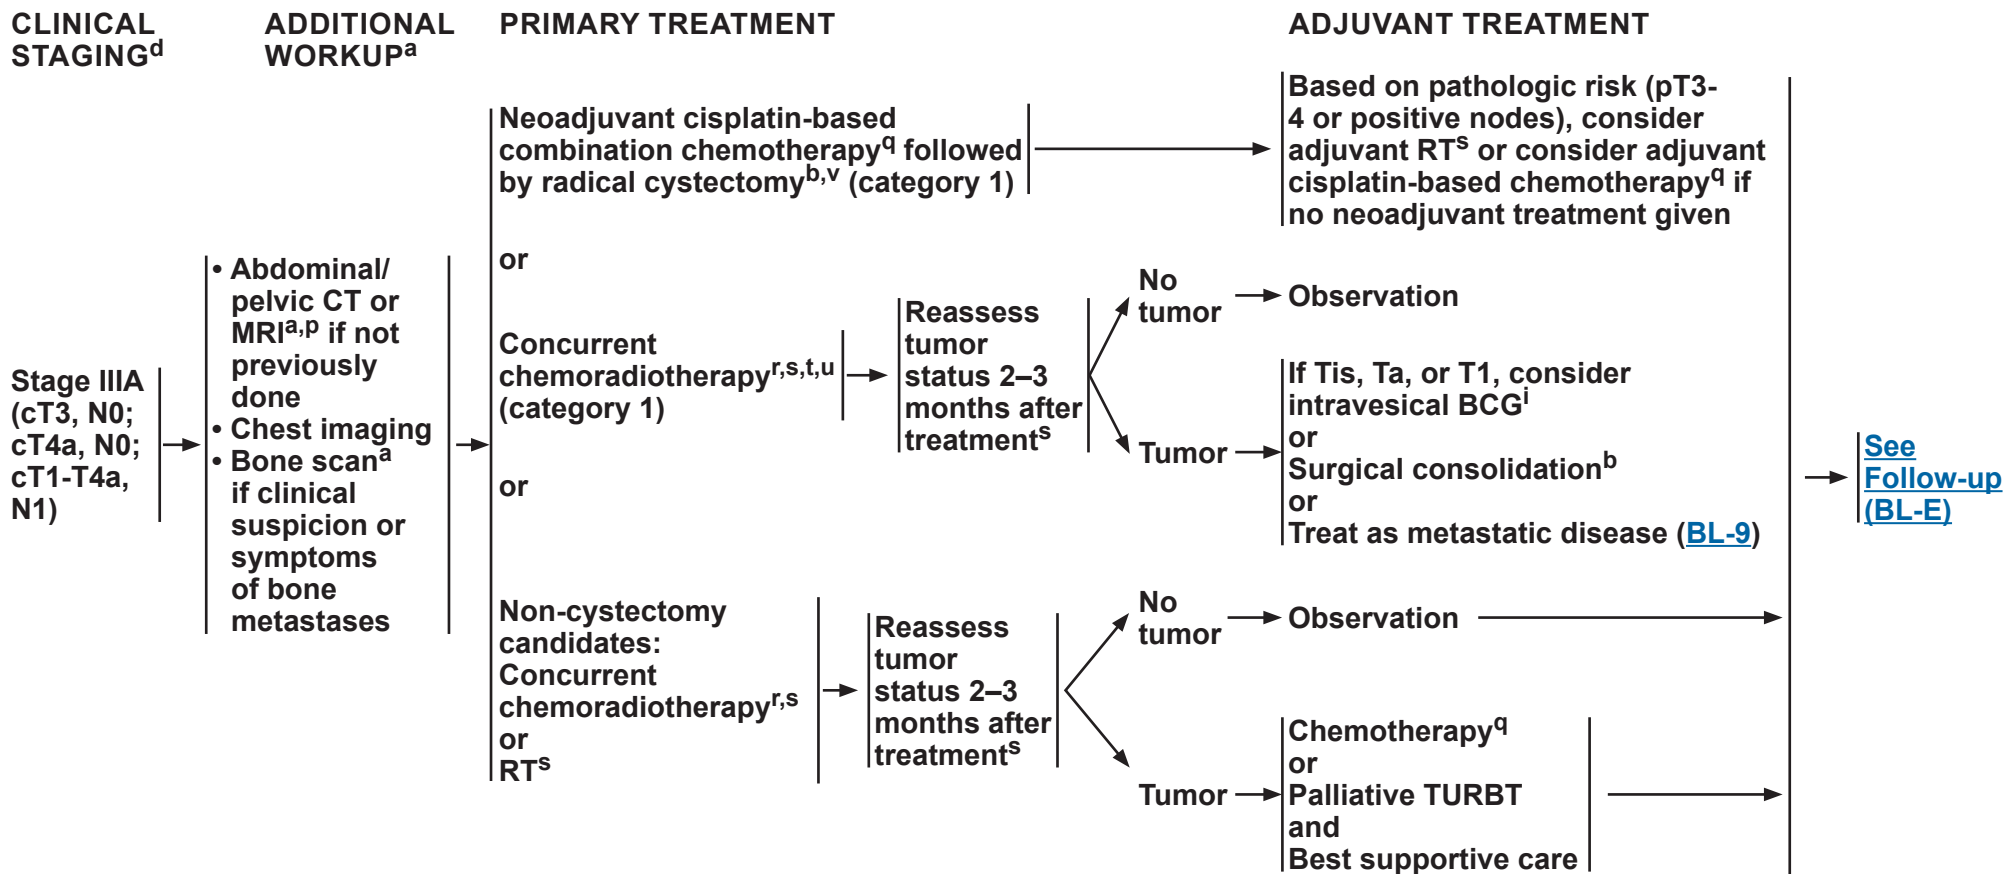 CLINICAL
STAGINGd
ADDITIONAL
WORKUPa
PRIMARY TREATMENT
ADJUVANT TREATMENT
Stage IIIA
(cT3, N0;
cT4a, N0;
cT1-T4a,
N1)
• Abdominal/
pelvic CT or
MRIa,p if not
previously
done
• Chest imaging
• Bone scana
if clinical
suspicion or
symptoms
of bone
metastases
Neoadjuvant cisplatin-based
combination chemotherapyq followed
by radical cystectomyb,v (category 1)
Based on pathologic risk (pT3-
4 or positive nodes), consider
adjuvant RTs or consider adjuvant
cisplatin-based chemotherapyq if
no neoadjuvant treatment given
or
Concurrent
chemoradiotherapyr,s,t,u
(category 1)
Reassess
tumor
status 2–3
months after
treatments
No
tumor
Observation
Tumor
If Tis, Ta, or T1, consider
intravesical BCGi
or
Surgical consolidationb
or
Treat as metastatic disease (BL-9)
or
Non-cystectomy
candidates:
Concurrent
chemoradiotherapyr,s
or
RTs
Reassess
tumor
status 2–3
months after
treatments
No
tumor
Observation
Tumor
Chemotherapyq
or
Palliative TURBT
and
Best supportive care
See
Follow-up
(BL-E)